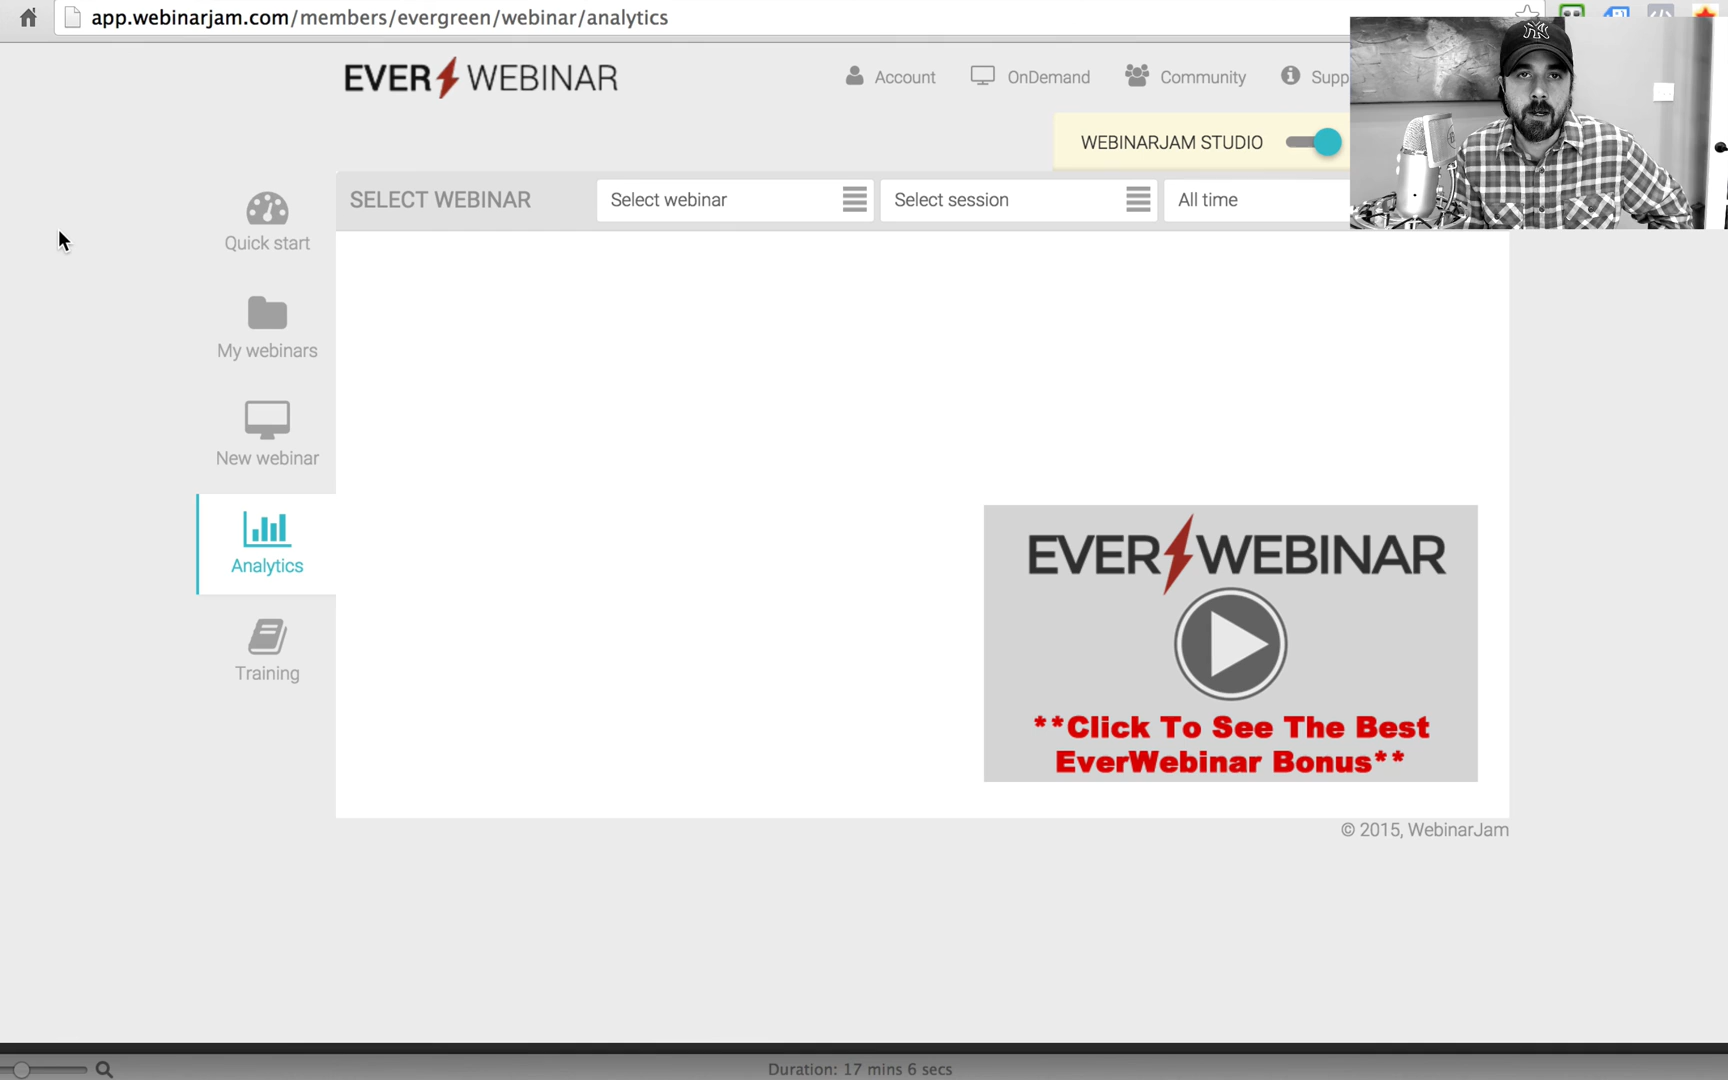 app.webinarjam.com/members/evergreen/webinar/analytics
EVER WEBINAR
Account
OnDemand
Community
Supp
WEBINARJAM STUDIO
SELECT WEBINAR
Select webinar
Select session
All time
Quick start
My webinars
New webinar
Analytics
Training
EVER WEBINAR
**Click To See The Best
EverWebinar Bonus**
© 2015, WebinarJam
Duration: 17 mins 6 secs